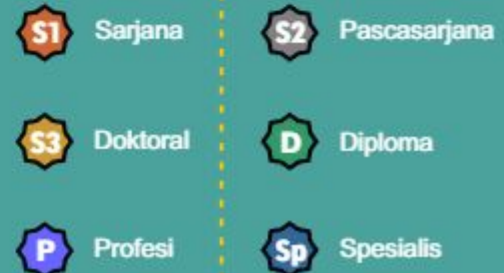 S1 Sarjana
S2 Pascasarjana
S3 Doktoral
D Diploma
P Profesi
Sp Spesialis